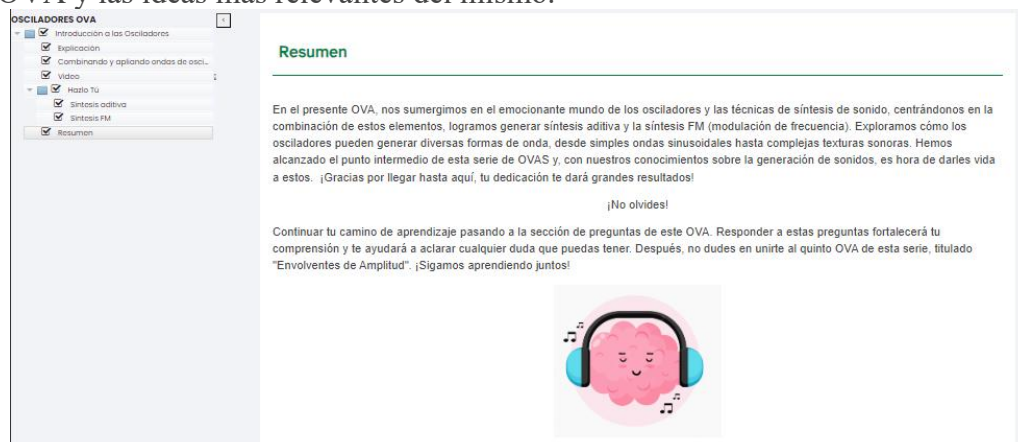 OVA y las ideas más relevantes del mismo.
OSCILADORES OVA
Introducción a las Osciladores
Explicación
Combinando y apliando ondas de osci...
Video
Hazlo Tú
Síntesis aditiva
Síntesis FM
Resumen
Resumen
En el presente OVA, nos sumergimos en el emocionante mundo de los osciladores y las técnicas de síntesis de sonido, centrándonos en la
combinación de estos elementos, logramos generar síntesis aditiva y la síntesis FM (modulación de frecuencia). Exploramos cómo los
osciladores pueden generar diversas formas de onda, desde simples ondas sinusoidales hasta complejas texturas sonoras. Hemos
alcanzado el punto intermedio de esta serie de OVAS y, con nuestros conocimientos sobre la generación de sonidos, es hora de darles vida
a estos. ¡Gracias por llegar hasta aquí, tu dedicación te dará grandes resultados!
¡No olvides!
Continuar tu camino de aprendizaje pasando a la sección de preguntas de este OVA. Responder a estas preguntas fortalecerá tu
comprensión y te ayudará a aclarar cualquier duda que puedas tener. Después, no dudes en unirte al quinto OVA de esta serie, titulado
"Envolventes de Amplitud". ¡Sigamos aprendiendo juntos!